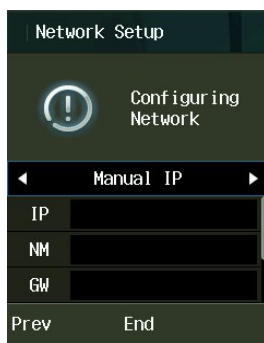 Network Setup
Configuring
Network
Manual IP
IP
NM
GW
Prev End